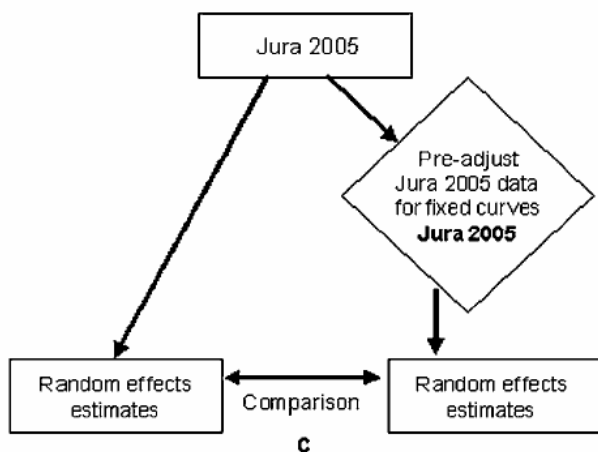 Jura 2005
Pre-adjust
Jura 2005 data
for fixed curves
Jura 2005
Random effects
estimates
Comparison
Random effects
estimates
C